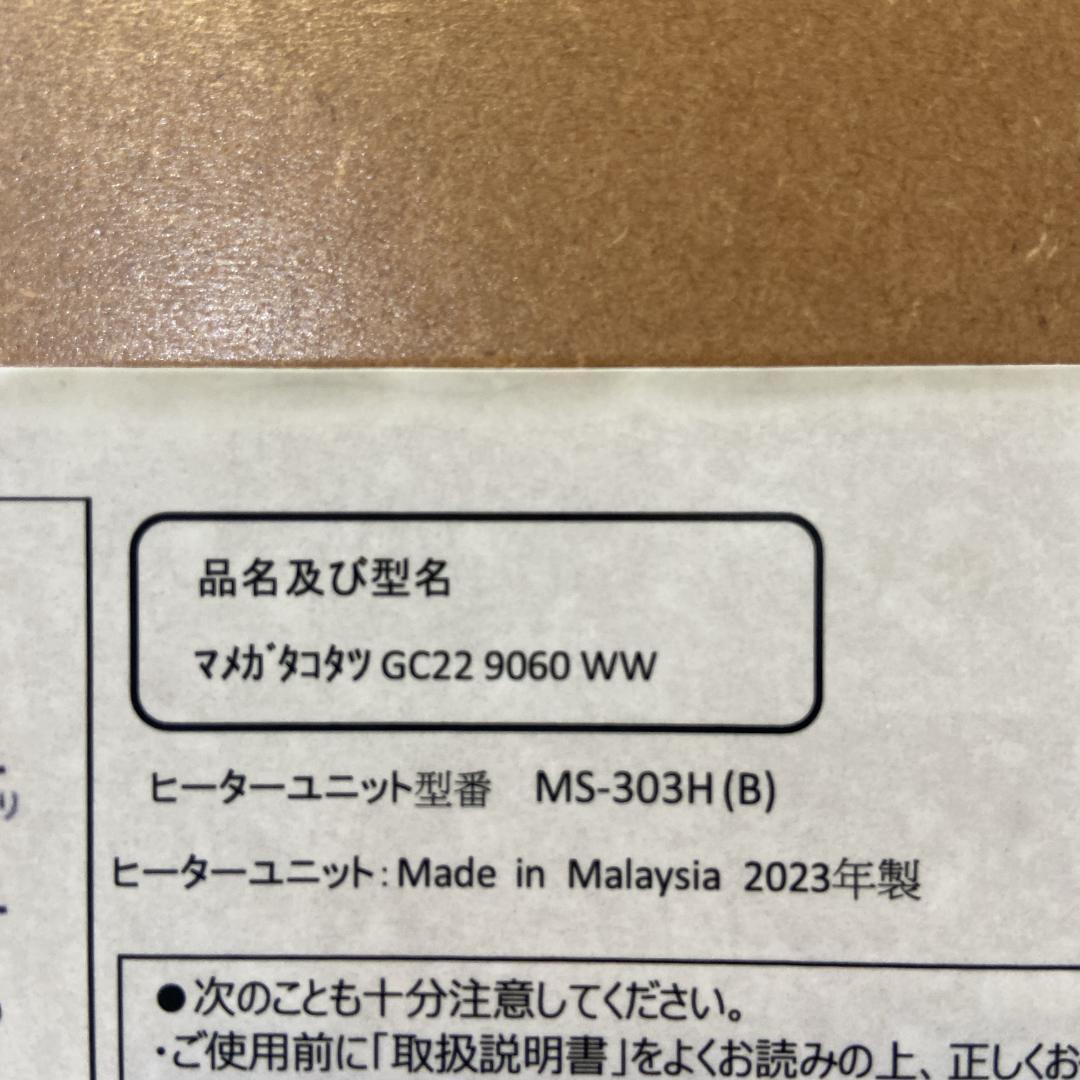 品名及び型名
ﾏﾒｶﾞﾀｺﾀﾂ GC22 9060 WW
ヒーターユニット型番 MS-303H (B)
ヒーターユニット：Made in Malaysia 2023年製
●次のことも十分注意してください。
・ご使用前に「取扱説明書」をよくお読みの上、正しくお